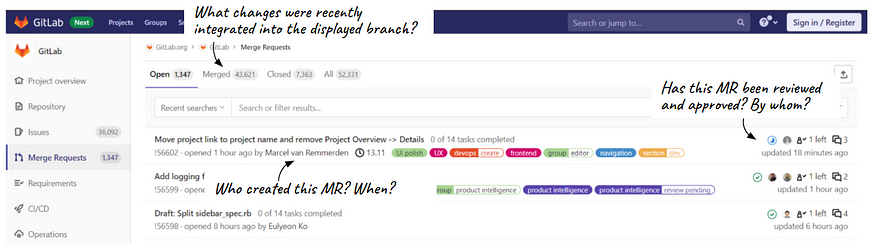 What changes were recently
integrated into the displayed branch?
GitLab Next Projects Groups Sn Search or jump to... ? Sign in / Register
GitLab GitLab.org > GitLab > Merge Requests
Project overview Open 1,347 Merged 43,621 Closed 7,363 All 52,331
Has this MR been reviewed
and approved? By whom?
Repository Recent searches Search or filter results...
Issues 36,092
Move project link to project name and remove Project Overview -> Details 0 of 14 tasks completed 1 left 3
Merge Requests 1,347 !56602 · opened 1 hour ago by Marcel van Remmerden 13.11 UI polish UX devops create frontend group editor navigation section dev updated 18 minutes ago
Add logging f 1 left 2
Requirements !56599 · opene product intelligence product intelligence review pending updated 1 hour ago
Who created this MR? When?
CI/CD Draft: Split sidebar_spec.rb 0 of 14 tasks completed 1 left 4
Operations !56598 · opened 8 hours ago by Eulyeon Ko updated 6 hours ago